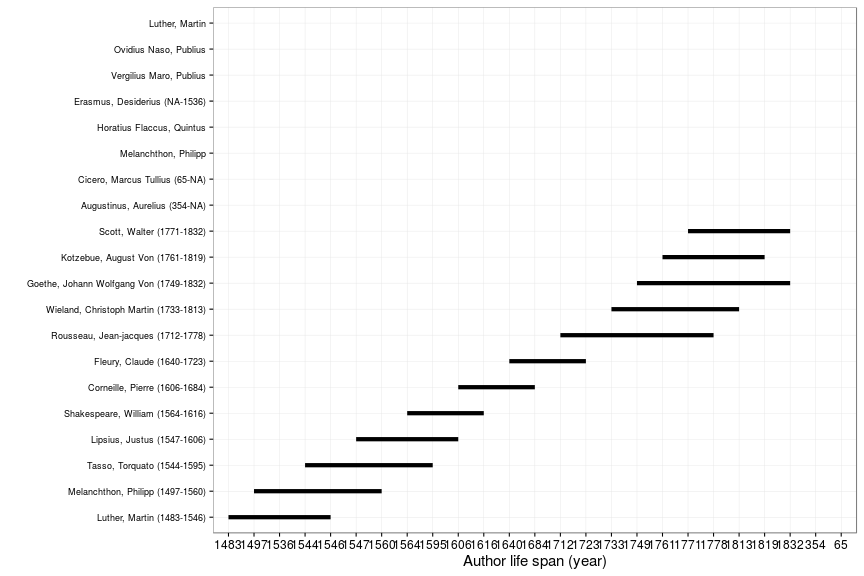 Luther, Martin
Ovidius Naso, Publius
Vergilius Maro, Publius
Erasmus, Desiderius (NA-1536)
Horatius Flaccus, Quintus
Melanchthon, Philipp
Cicero, Marcus Tullius (65-NA)
Augustinus, Aurelius (354-NA)
Scott, Walter (1771-1832)
Kotzebue, August Von (1761-1819)
Goethe, Johann Wolfgang Von (1749-1832)
Wieland, Christoph Martin (1733-1813)
Rousseau, Jean-jacques (1712-1778)
Fleury, Claude (1640-1723)
Corneille, Pierre (1606-1684)
Shakespeare, William (1564-1616)
Lipsius, Justus (1547-1606)
Tasso, Torquato (1544-1595)
Melanchthon, Philipp (1497-1560)
Luther, Martin (1483-1546)
1483 1497 1536 1544 1546 1547 1560 1564 1595 1606 1616 1640 1684 1712 1723 1733 1749 1761 1771 1778 1813 1819 1832 354 65
Author life span (year)